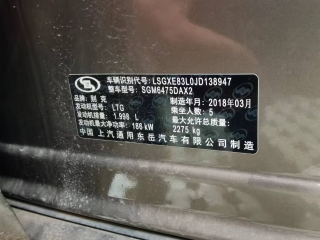 车辆识别代号: LSGXE83L0JD138947
整车型号: SGM6475DAX2
品牌: 别克 制造年月: 2018年03月
发动机型号: LTG 乘坐人数: 5
发动机排量: 1.998 L 最大允许总质量:
发动机最大净功率: 186 kW 2275 kg
中国 上汽通用东岳汽车有限公司 制造